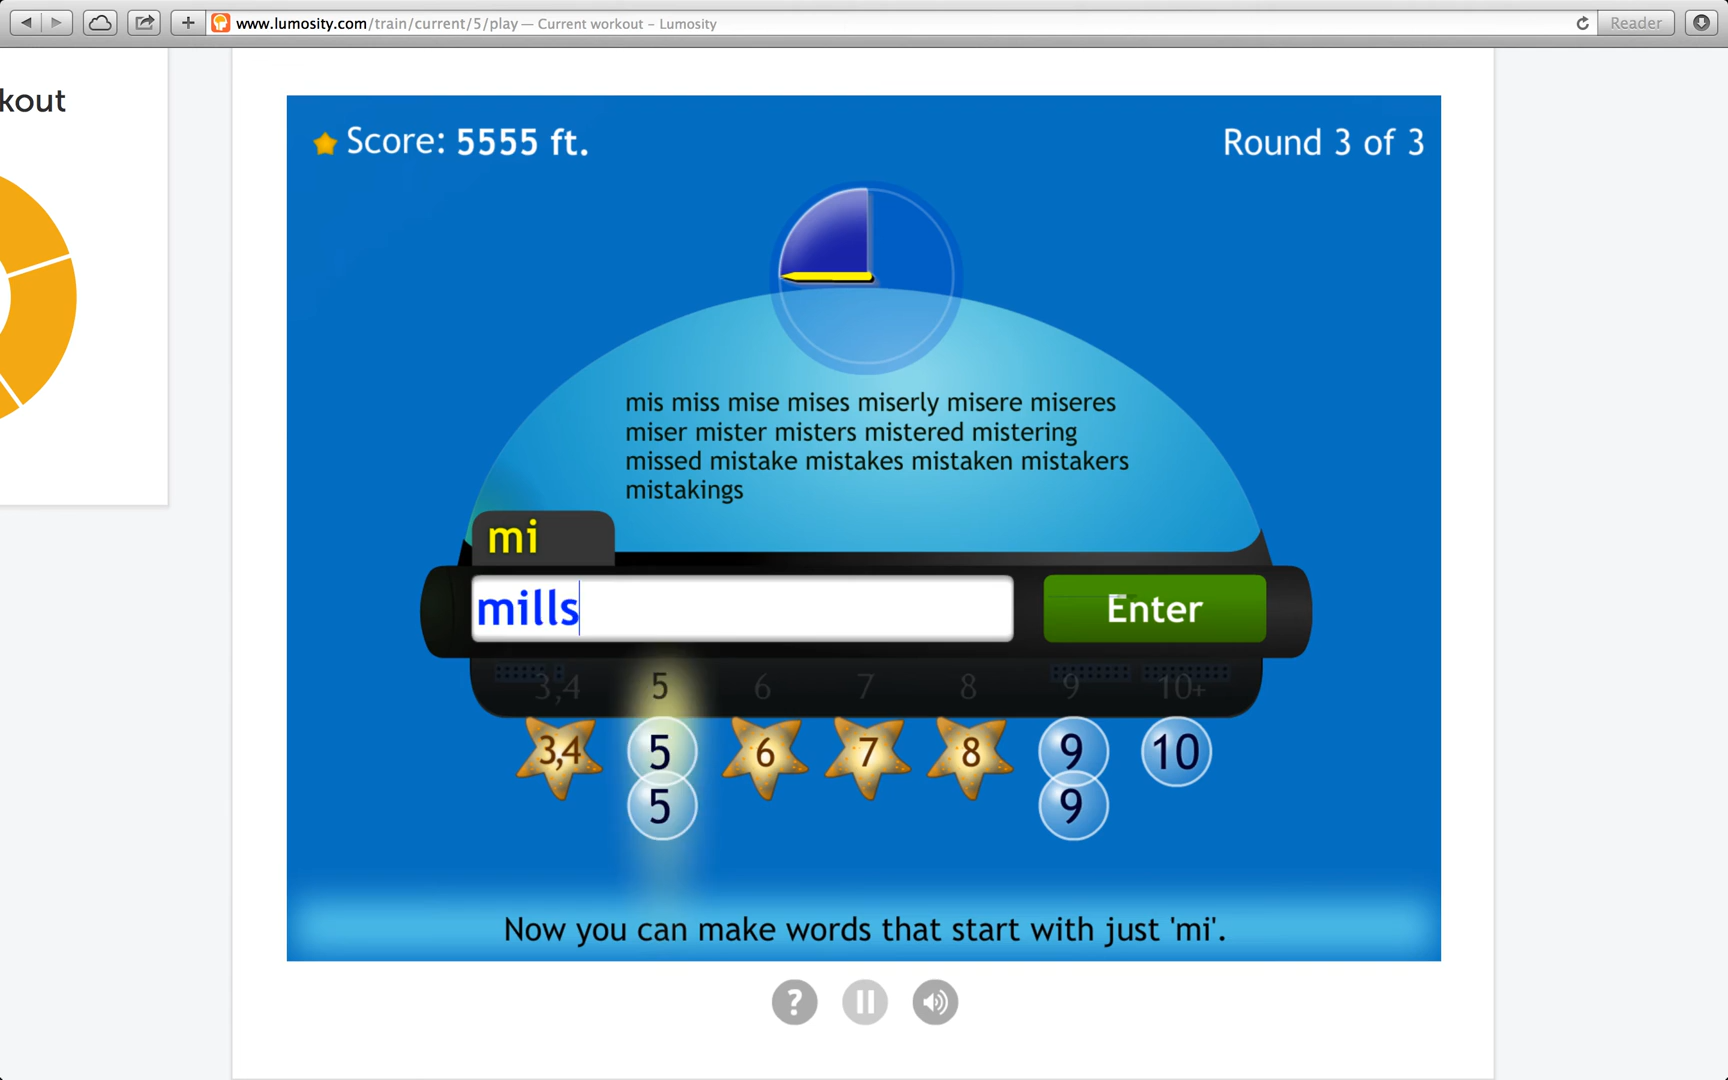 www.lumosity.com/train/current/5/play — Current workout – Lumosity
Reader
kout
Score: 5555 ft.
Round 3 of 3
mis miss mise mises miserly misere miseres
miser mister misters mistered mistering
missed mistake mistakes mistaken mistakers
mistakings
mi
mills
Enter
3,4 5 6 7 8 9 10+
3,4 5 6 7 8 9 10
5 9
Now you can make words that start with just 'mi'.
?